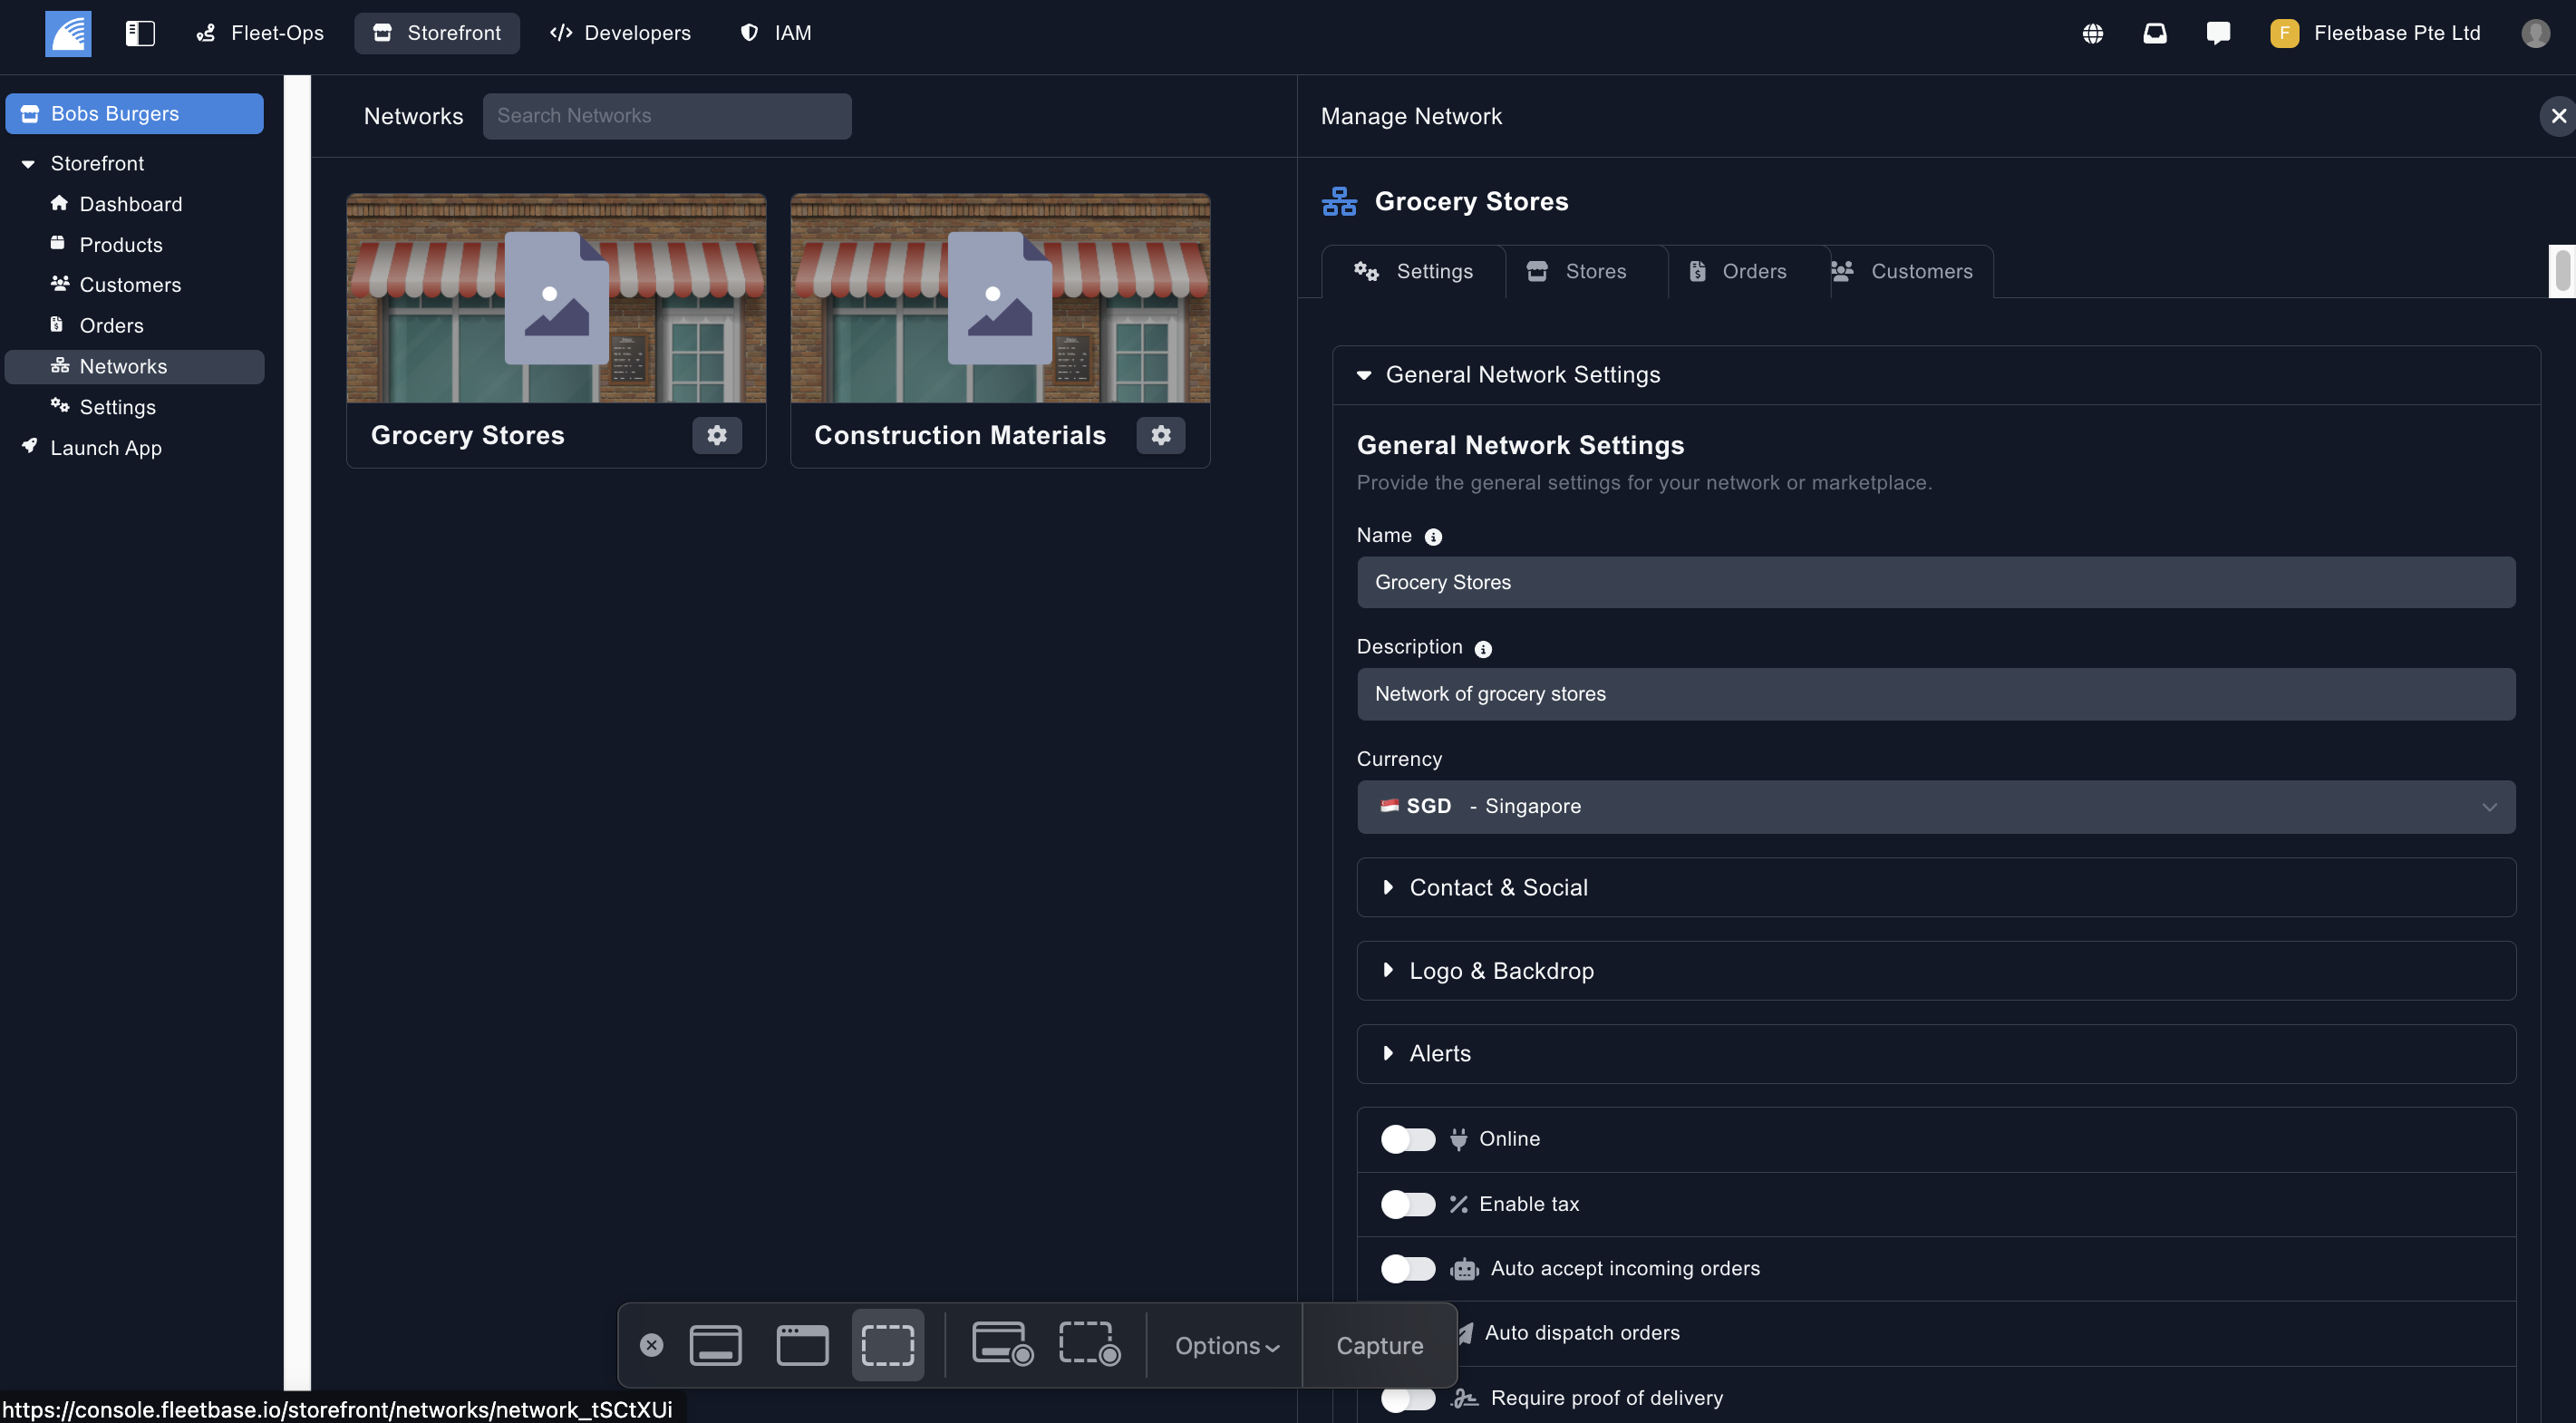 Fleet-Ops
Storefront
Developers
IAM
F
Fleetbase Pte Ltd
Bobs Burgers
Storefront
Dashboard
Products
Customers
Orders
Networks
Settings
Launch App
Networks
Search Networks
Grocery Stores
Construction Materials
Manage Network
Grocery Stores
Settings
Stores
Orders
Customers
General Network Settings
General Network Settings
Provide the general settings for your network or marketplace.
Name
Grocery Stores
Description
Network of grocery stores
Currency
SGD - Singapore
Contact & Social
Logo & Backdrop
Alerts
Online
Enable tax
Auto accept incoming orders
Auto dispatch orders
Require proof of delivery
Options
Capture
https://console.fleetbase.io/storefront/networks/network_tSCtXUi